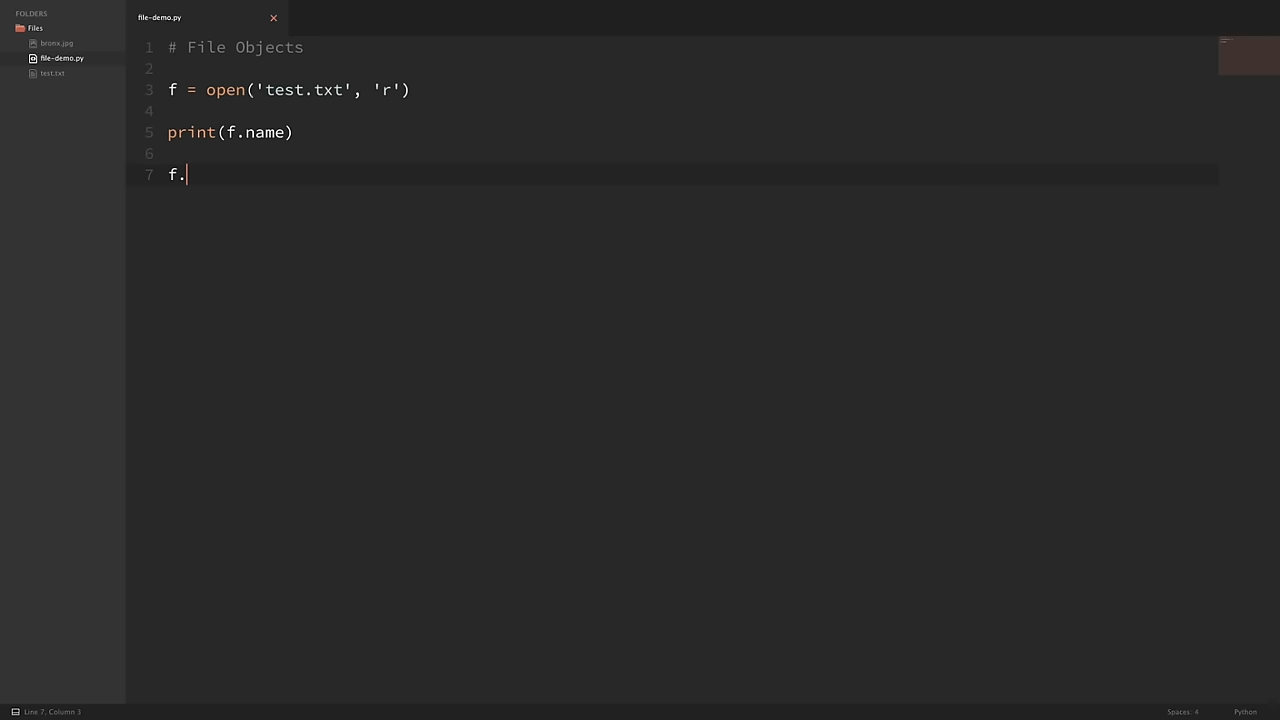 FOLDERS
Files
bronx.jpg
file-demo.py
test.txt
file-demo.py
1 # File Objects
2
3 f = open('test.txt', 'r')
4
5 print(f.name)
6
7 f.
Line 7, Column 3
Spaces: 4
Python